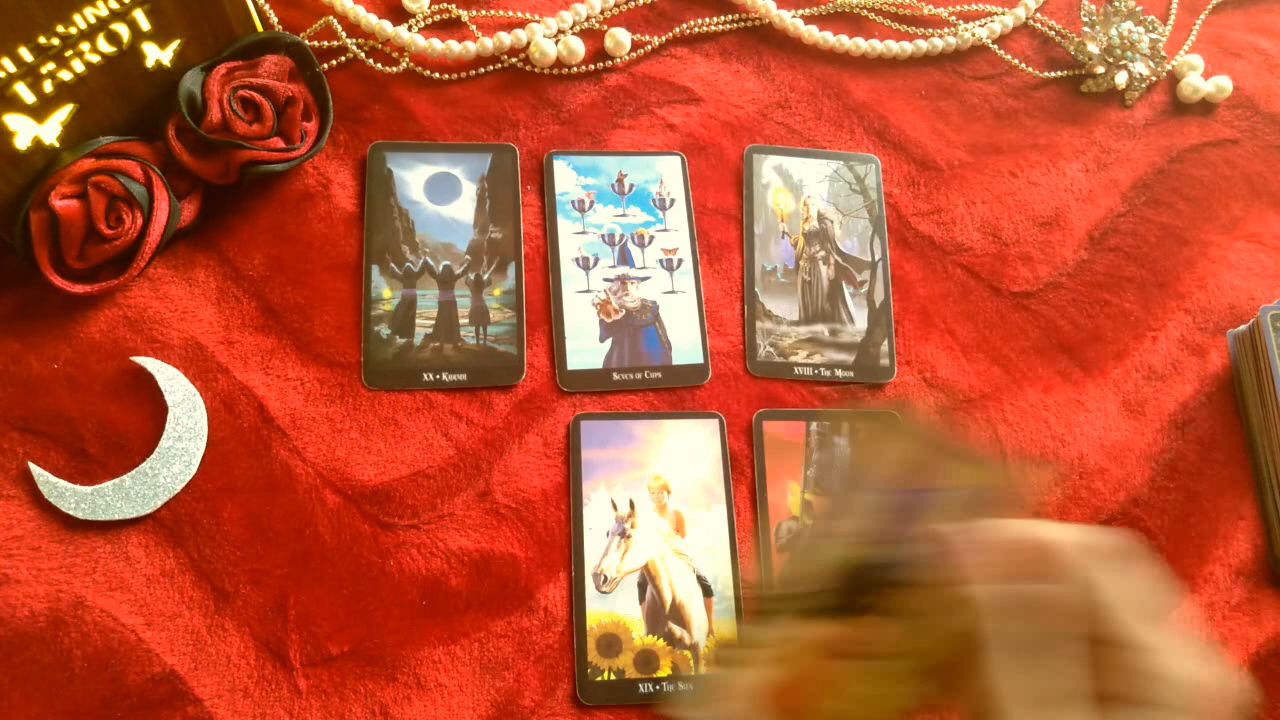 TAROT
XX • Karma
Seven of Cups
XVIII • The Moon
XIX • The Sun